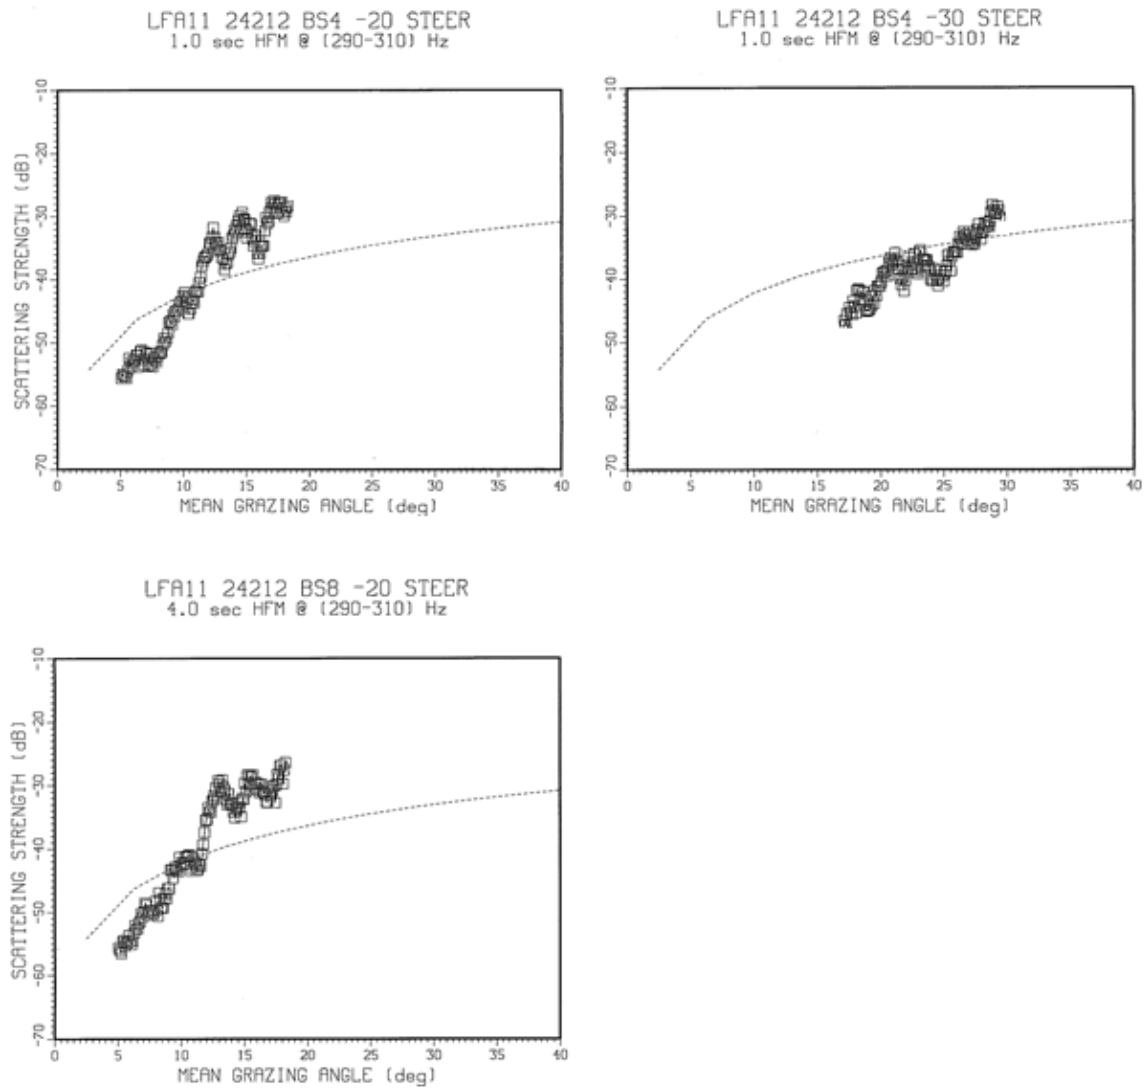 LFA11 24212 BS4 -20 STEER
1.0 sec HFM @ (290-310) Hz
SCATTERING STRENGTH (dB)
-10
-20
-30
-40
-50
-60
-70
0 5 10 15 20 25 30 35 40
MEAN GRAZING ANGLE (deg)
LFA11 24212 BS4 -30 STEER
1.0 sec HFM @ (290-310) Hz
-10
-20
-30
-40
-50
-60
-70
0 5 10 15 20 25 30 35 40
MEAN GRAZING ANGLE (deg)
LFA11 24212 BS8 -20 STEER
4.0 sec HFM @ (290-310) Hz
SCATTERING STRENGTH (dB)
-10
-20
-30
-40
-50
-60
-70
0 5 10 15 20 25 30 35 40
MEAN GRAZING ANGLE (deg)